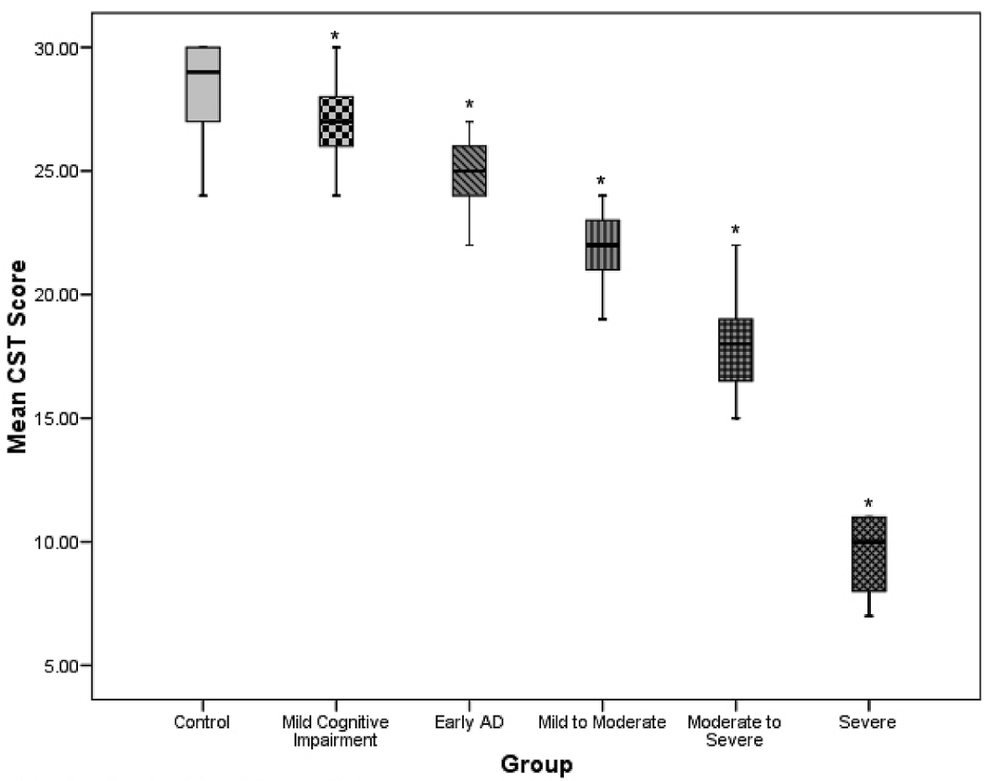 30.00
25.00
20.00
15.00
10.00
5.00
Mean CST Score
*
*
*
*
*
Control
Mild Cognitive
Impairment
Early AD
Mild to Moderate
Moderate to
Severe
Severe
Group